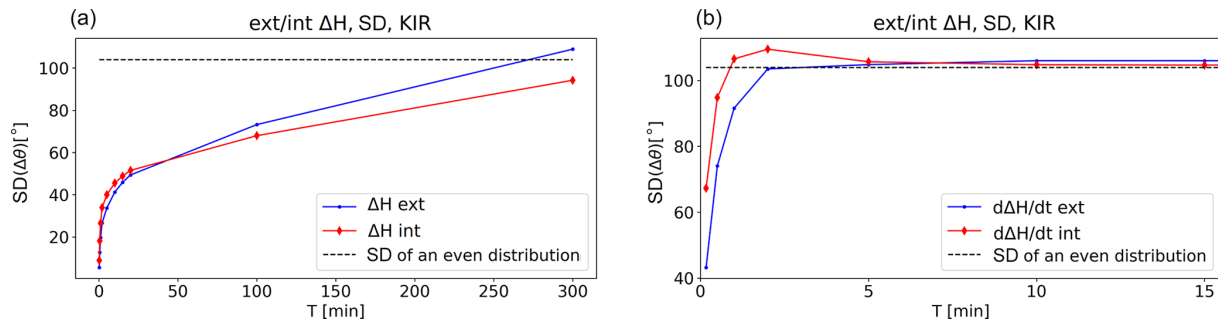 (a)
ext/int ΔH, SD, KIR
SD(Δθ)[°]
100
80
60
40
20
0
50
100
150
200
250
300
T [min]
ΔH ext
ΔH int
SD of an even distribution
(b)
ext/int ΔH, SD, KIR
SD(Δθ)[°]
100
80
60
40
0
5
10
15
T [min]
dΔH/dt ext
dΔH/dt int
SD of an even distribution